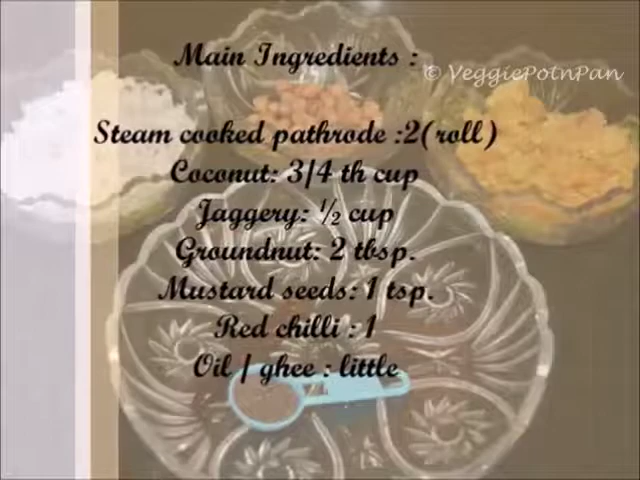 Main Ingredients :
© VeggiePotnPan
Steam cooked pathrode :2(roll)
Coconut: 3/4 th cup
Jaggery: ½ cup
Groundnut: 2 tbsp.
Mustard seeds: 1 tsp.
Red chilli : 1
Oil / ghee : little